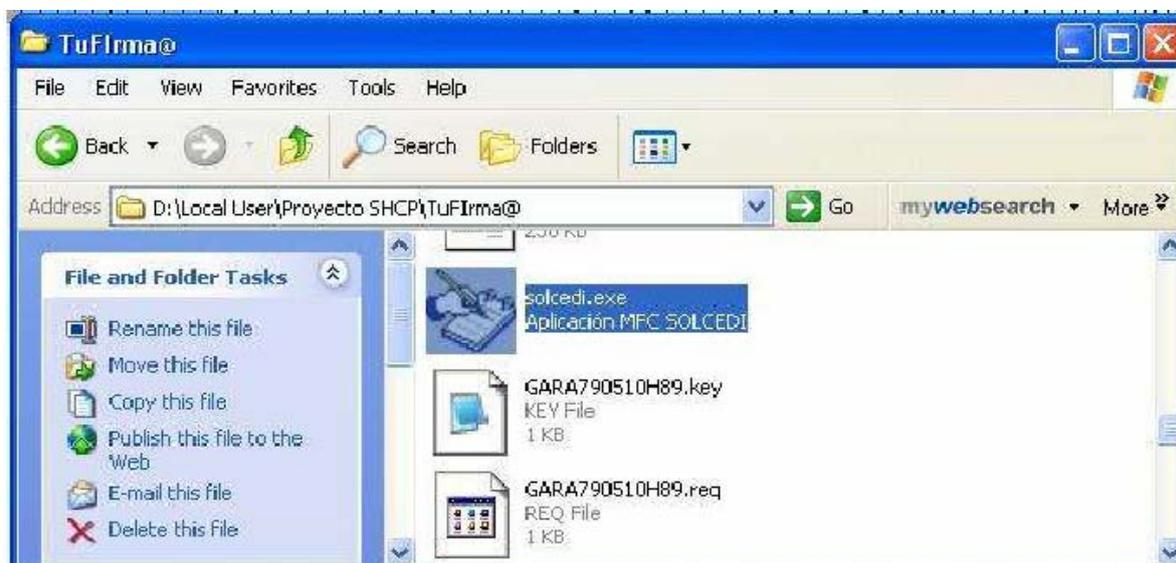 TuFIrma@
File Edit View Favorites Tools Help
Back Search Folders
Address D:\Local User\Proyecto SHCP\TuFIrma@ Go mywebsearch More
File and Folder Tasks
Rename this file
Move this file
Copy this file
Publish this file to the
Web
E-mail this file
Delete this file
solcedi.exe
Aplicación MFC SOLCEDI
GARA790510H89.key
KEY File
1 KB
GARA790510H89.req
REQ File
1 KB